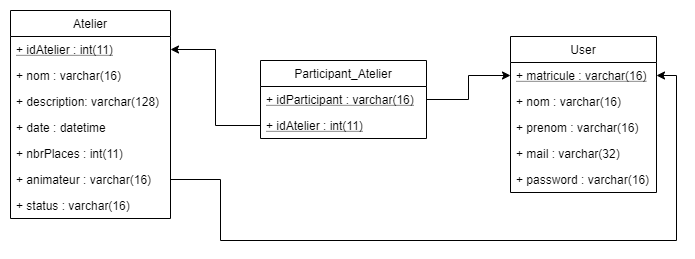 Atelier
+ idAtelier : int(11)
+ nom : varchar(16)
+ description: varchar(128)
+ date : datetime
+ nbrPlaces : int(11)
+ animateur : varchar(16)
+ status : varchar(16)
Participant_Atelier
+ idParticipant : varchar(16)
+ idAtelier : int(11)
User
+ matricule : varchar(16)
+ nom : varchar(16)
+ prenom : varchar(16)
+ mail : varchar(32)
+ password : varchar(16)